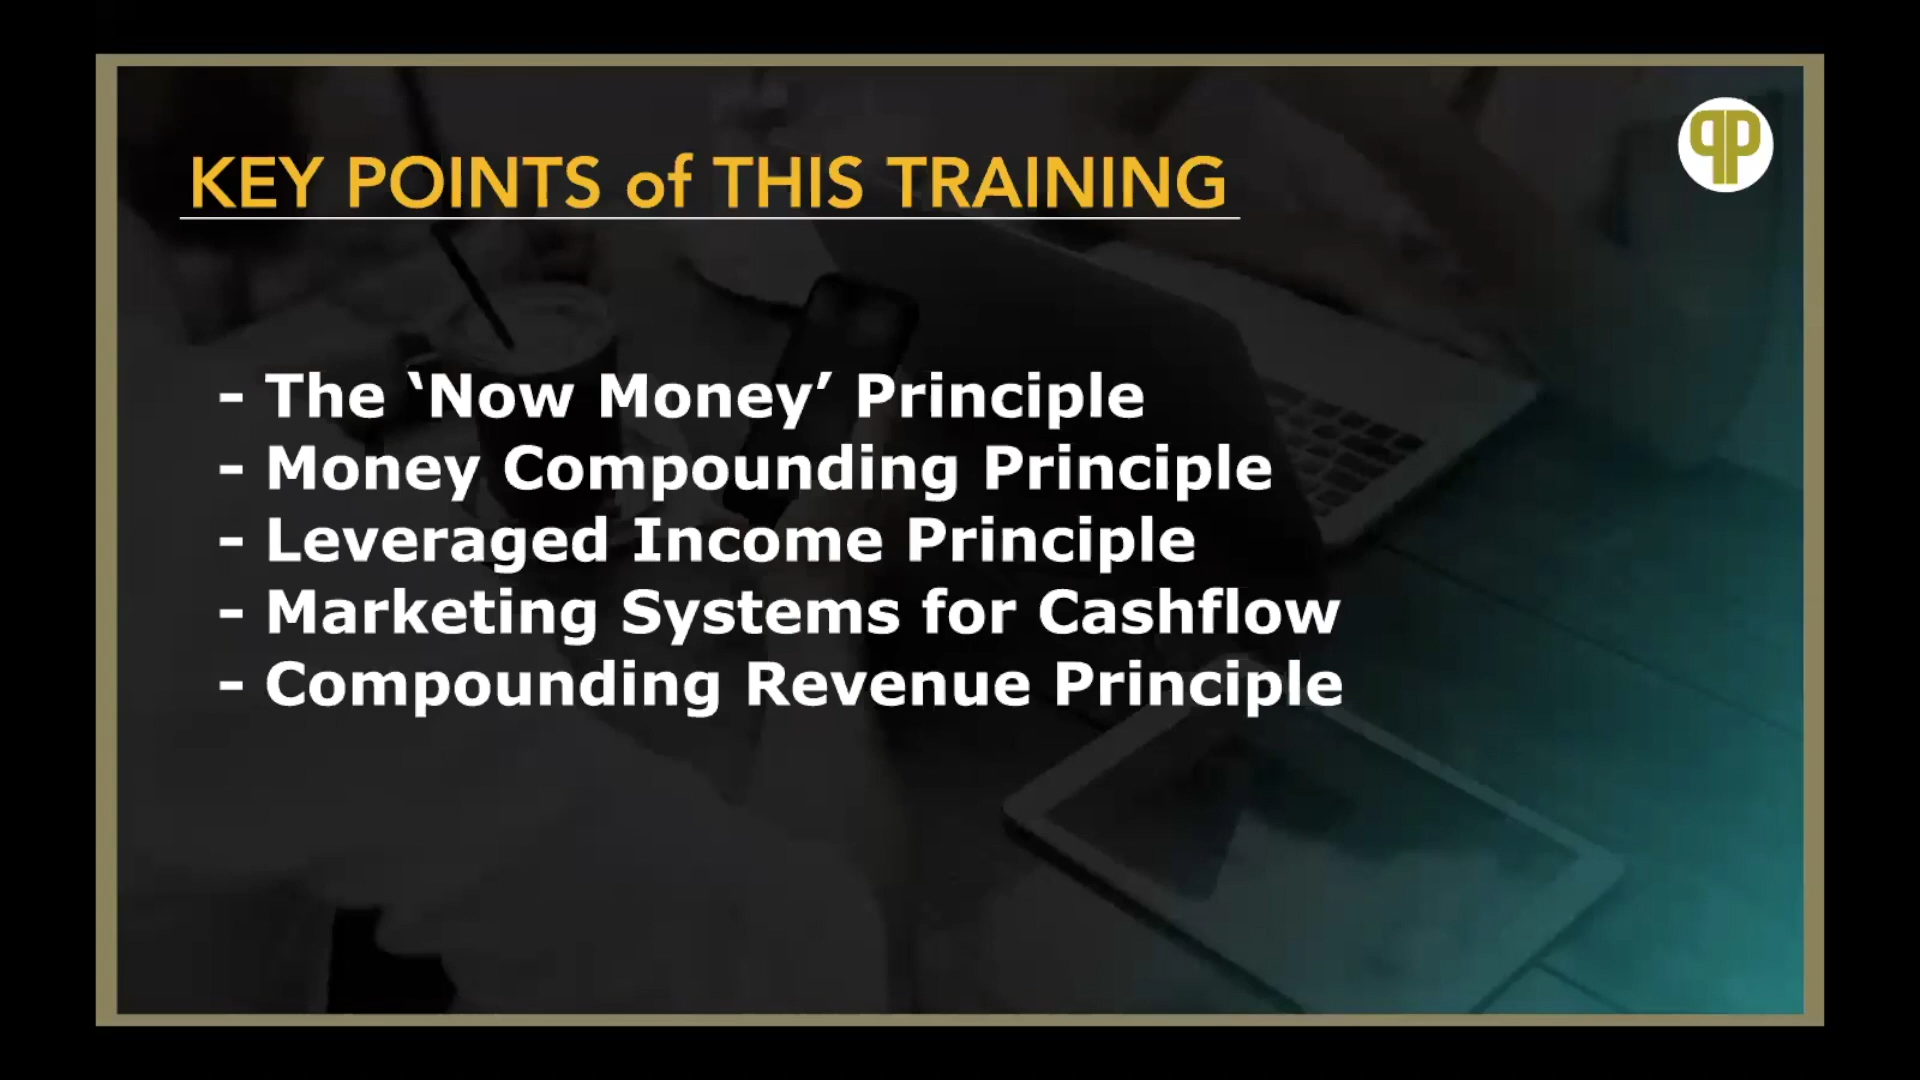 KEY POINTS of THIS TRAINING
- The ‘Now Money’ Principle
- Money Compounding Principle
- Leveraged Income Principle
- Marketing Systems for Cashflow
- Compounding Revenue Principle